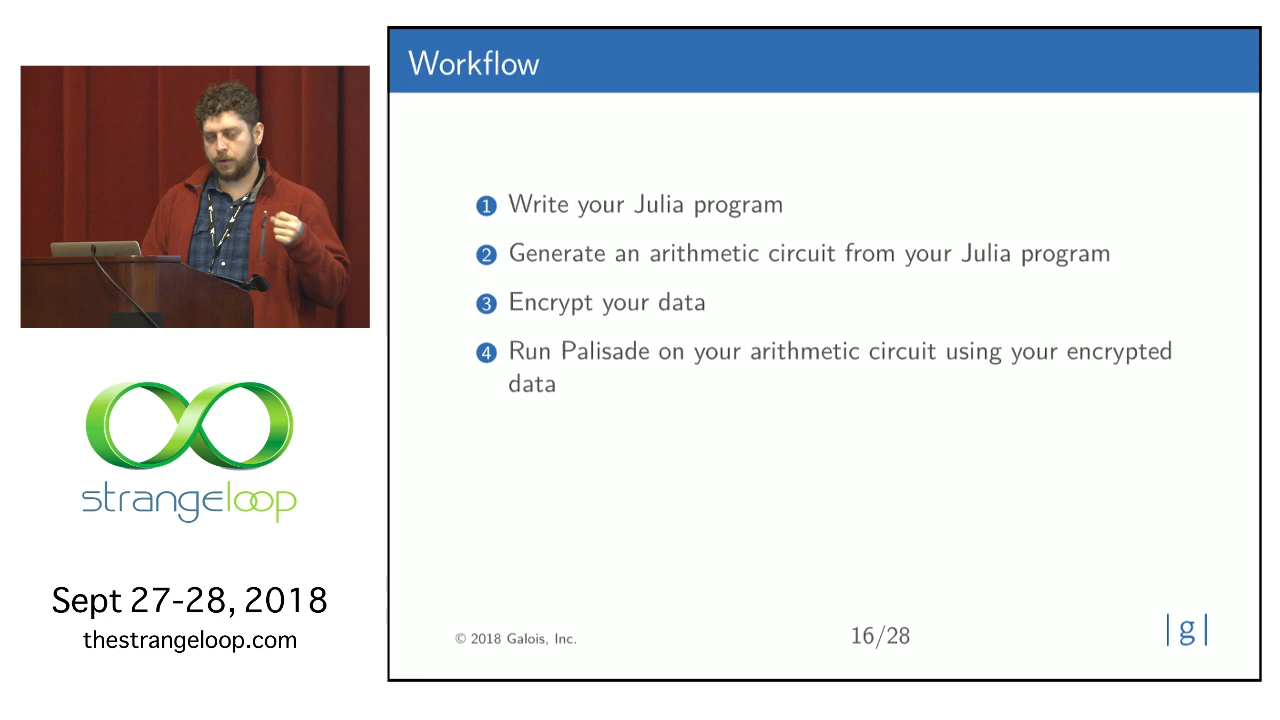 Workflow
1 Write your Julia program
2 Generate an arithmetic circuit from your Julia program
3 Encrypt your data
4 Run Palisade on your arithmetic circuit using your encrypted
data
© 2018 Galois, Inc.
16/28
|g|
strangeloop
Sept 27-28, 2018
thestrangeloop.com